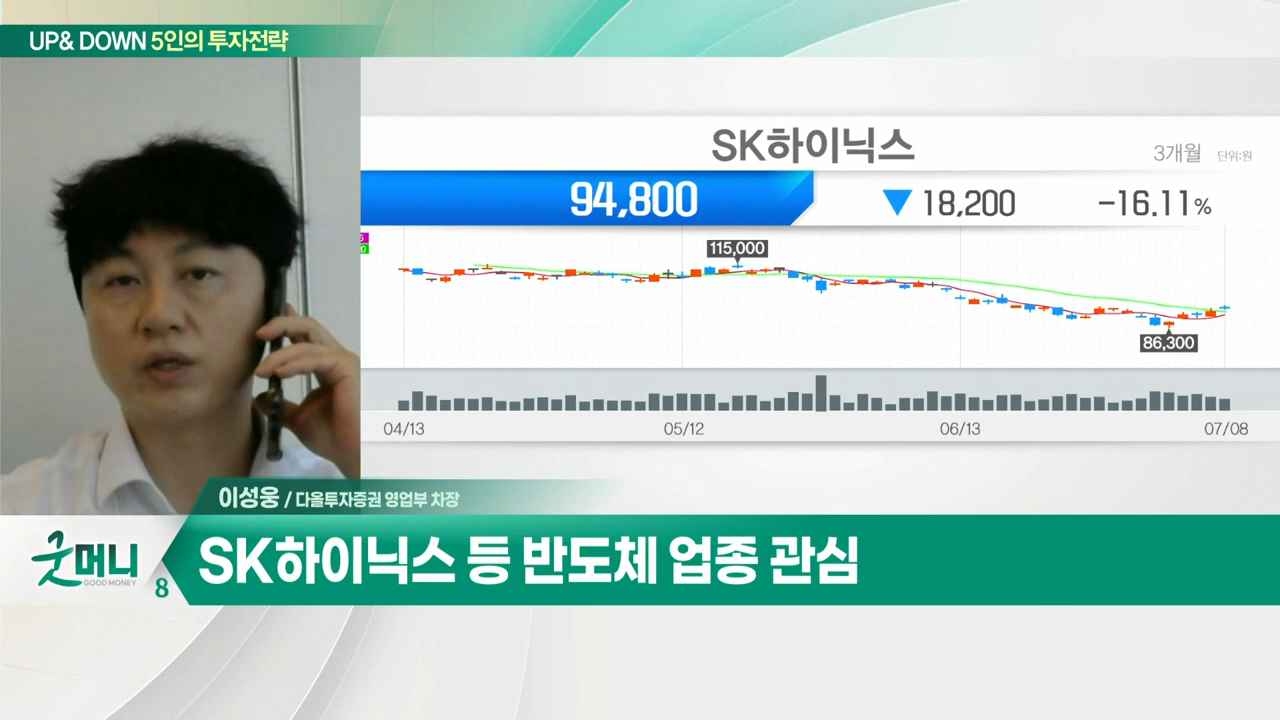 UP& DOWN 5인의 투자전략
SK하이닉스
3개월 단위:원
94,800 ▼ 18,200 -16.11%
5
0
115,000
86,300
04/13 05/12 06/13 07/08
이성웅 / 다올투자증권 영업부 차장
굿머니
GOOD MONEY
8
SK하이닉스 등 반도체 업종 관심